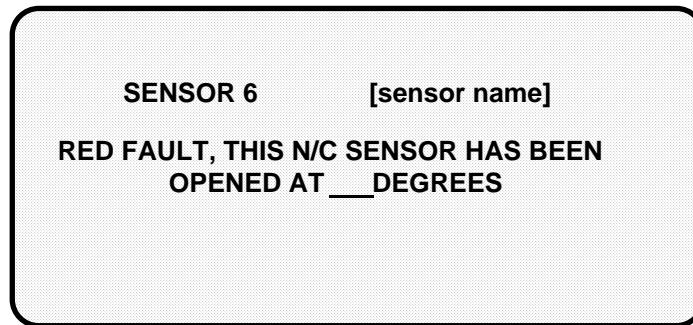 SENSOR 6 [sensor name]
RED FAULT, THIS N/C SENSOR HAS BEEN
OPENED AT ___DEGREES